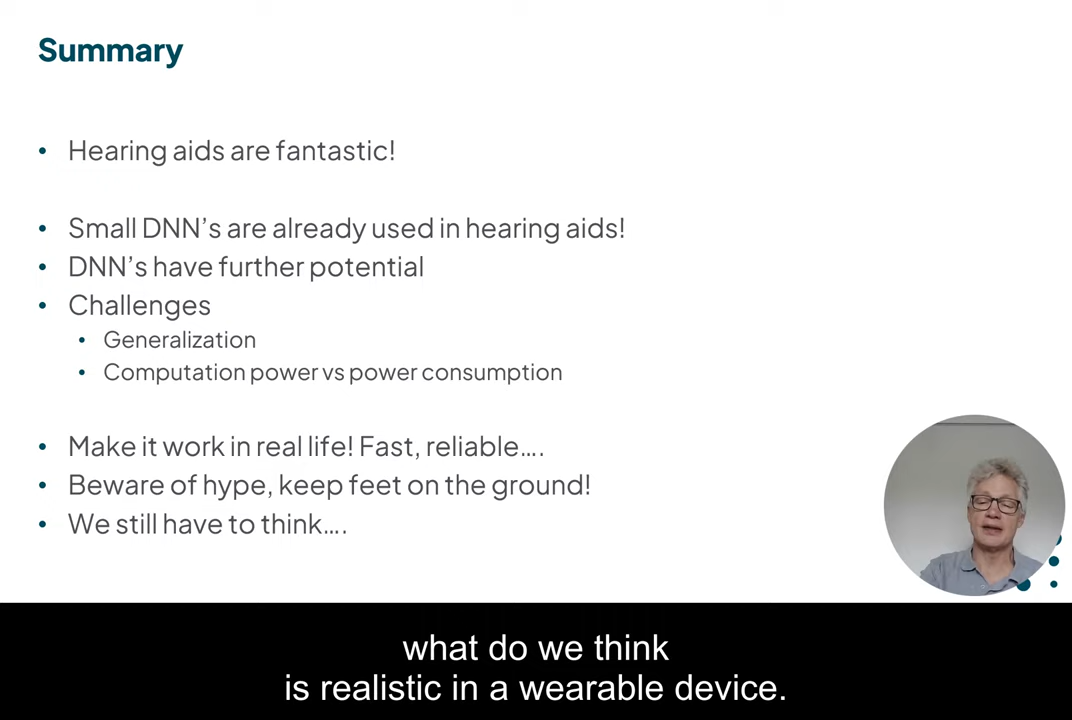 Summary
Hearing aids are fantastic!
Small DNN’s are already used in hearing aids!
DNN’s have further potential
Challenges
Generalization
Computation power vs power consumption
Make it work in real life! Fast, reliable….
Beware of hype, keep feet on the ground!
We still have to think….
what do we think
is realistic in a wearable device.